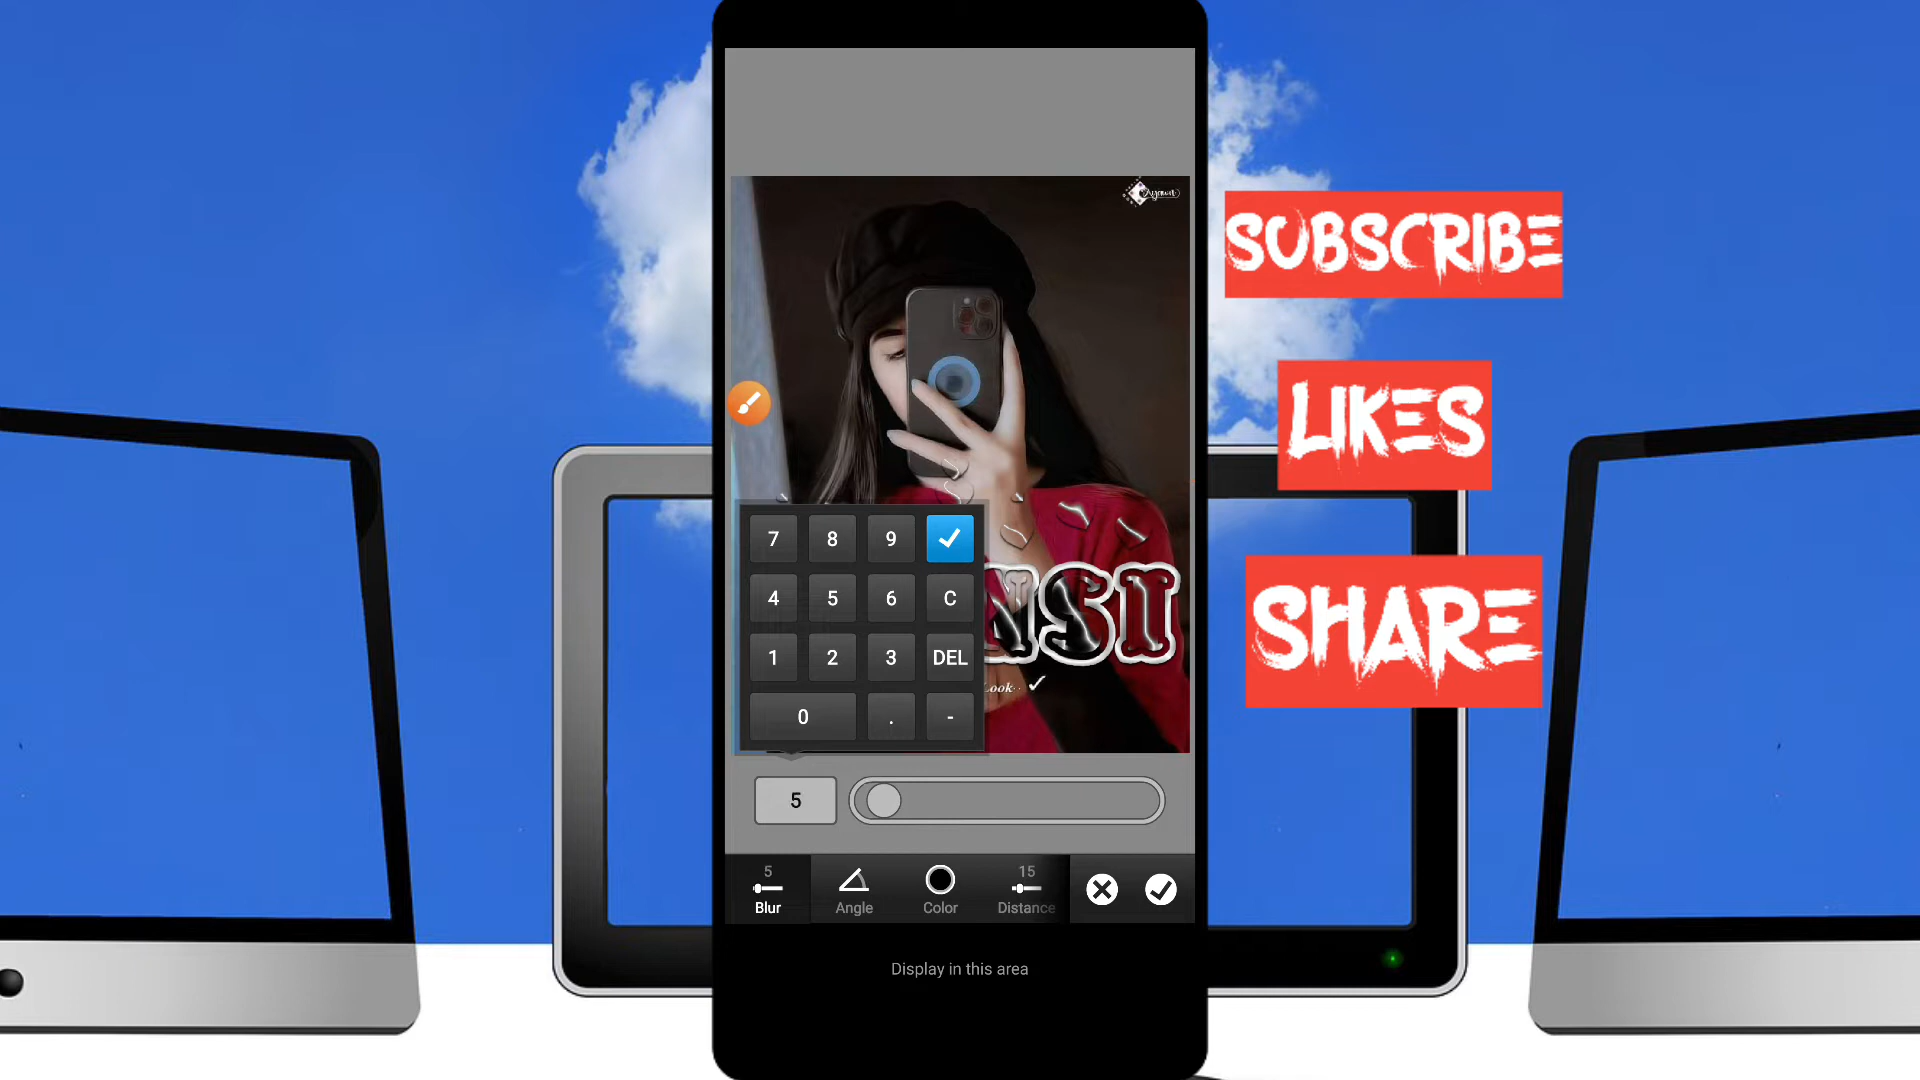 SUBSCRIBE
LIKES
SHARE
7 8 9
4 5 6 C
1 2 3 DEL
0 . -
NSI
Look..
5
5 15
Blur Angle Color Distance
Display in this area